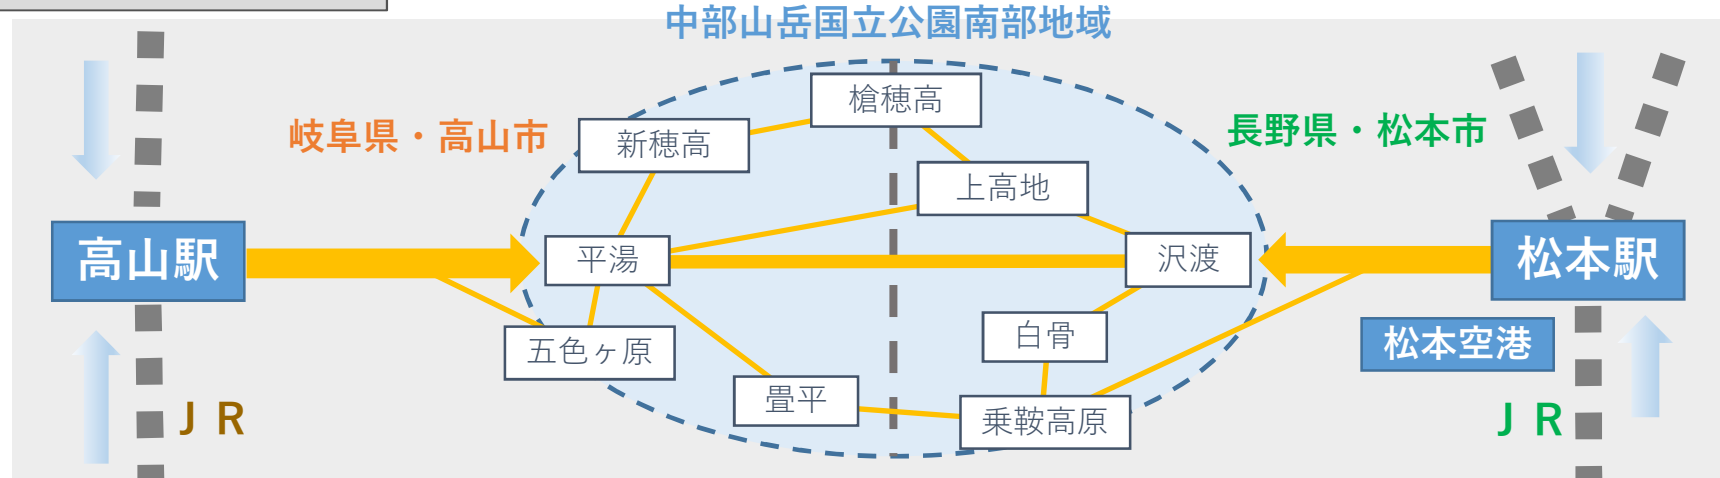 中部山岳国立公園南部地域
槍穂高
岐阜県・高山市
新穂高
長野県・松本市
上高地
高山駅
平湯
沢渡
松本駅
白骨
五色ヶ原
松本空港
畳平
乗鞍高原
ＪＲ
ＪＲ